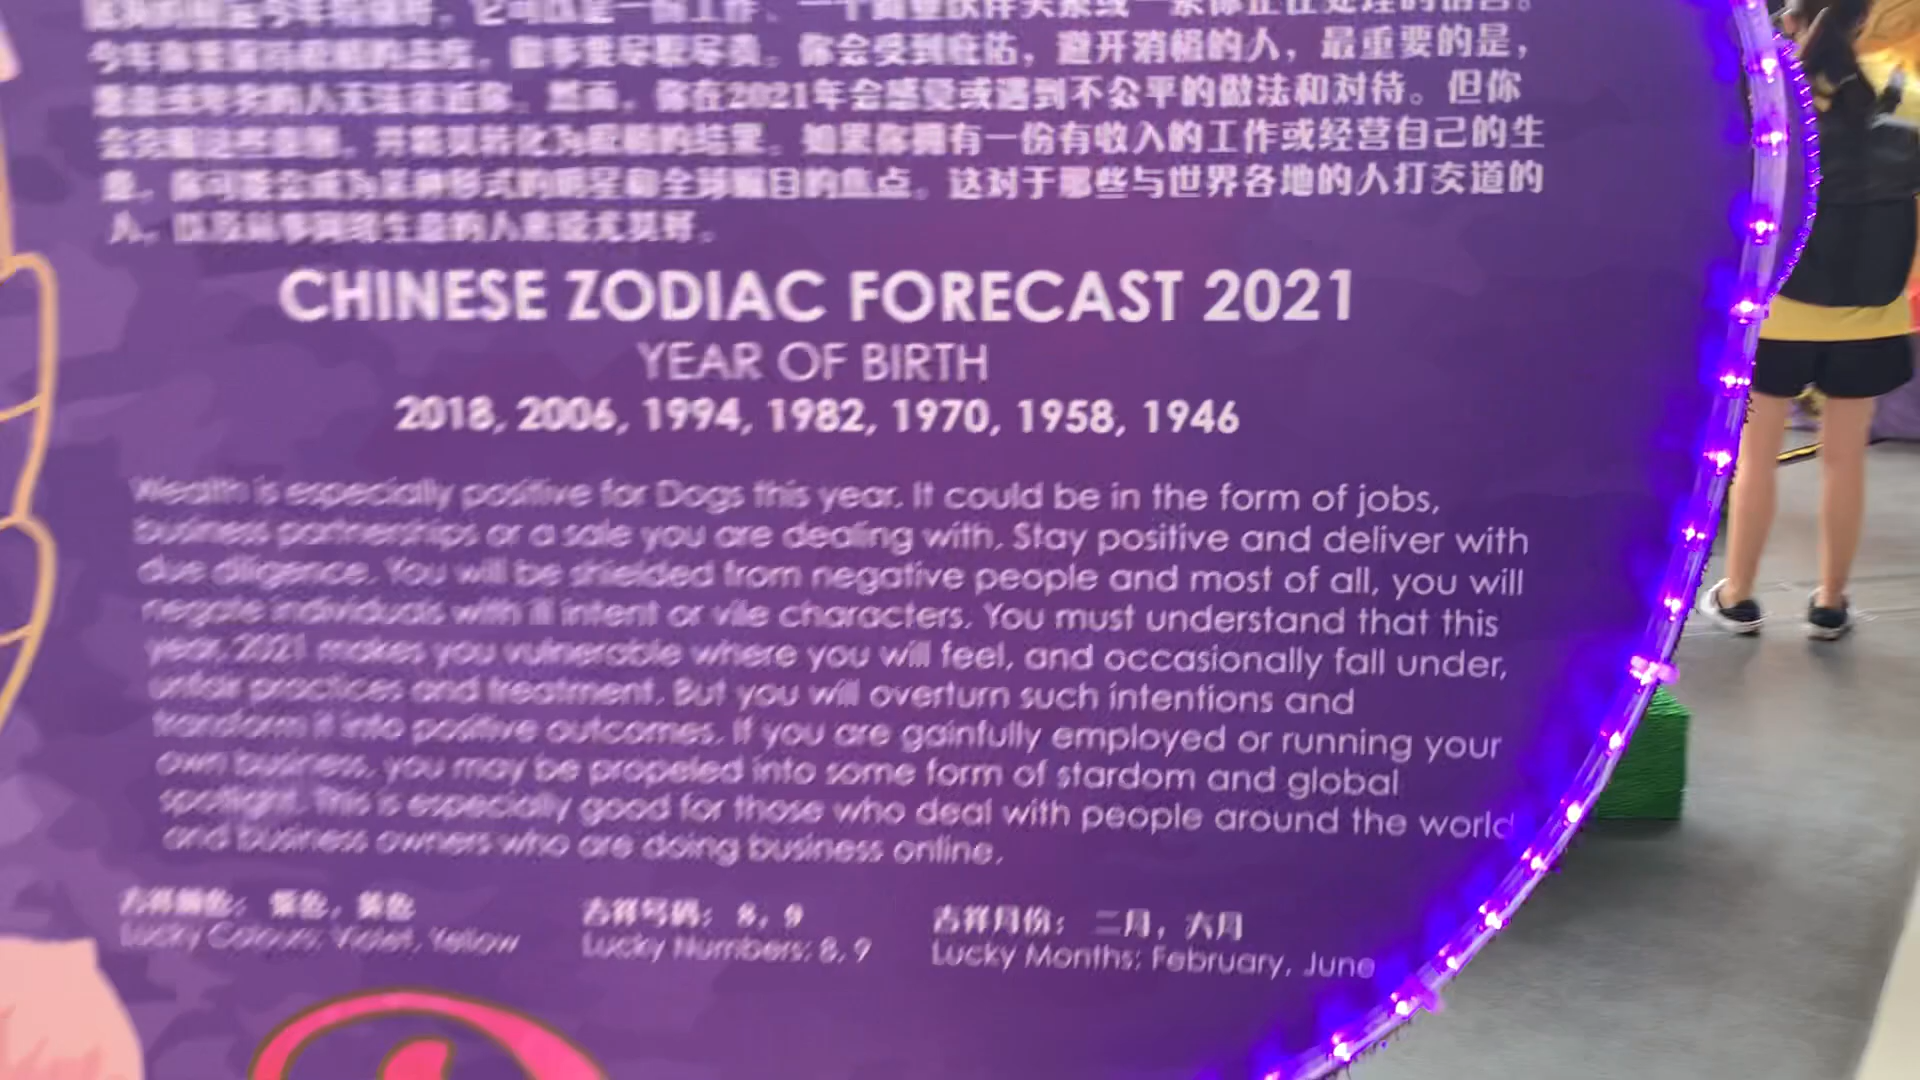 今年你要保持积极的态度，做事要尽职尽责。你会受到庇佑，避开消极的人，最重要的是，
你在2021年会感受或遇到不公平的做法和对待。但你
如果你拥有一份有收入的工作或经营自己的生
意，你可能会成为某种形式的明星和全球瞩目的焦点。这对于那些与世界各地的人打交道的
人，以及从事网络生意的人来说尤其好。
CHINESE ZODIAC FORECAST 2021
YEAR OF BIRTH
2018, 2006, 1994, 1982, 1970, 1958, 1946
Wealth is especially positive for Dogs this year. It could be in the form of jobs,
business partnerships or a sale you are dealing with. Stay positive and deliver with
due diligence. You will be shielded from negative people and most of all, you will
negate individuals with ill intent or vile characters. You must understand that this
year, 2021 makes you vulnerable where you will feel, and occasionally fall under,
unfair practices and treatment. But you will overturn such intentions and
transform it into positive outcomes. If you are gainfully employed or running your
own business, you may be propeled into some form of stardom and global
spotlight. This is especially good for those who deal with people around the world
and business owners who are doing business online.
吉祥颜色： 紫色，黄色 吉祥号码： 8，9 吉祥月份： 二月，六月
Lucky Colours: Violet, Yellow Lucky Numbers: 8, 9 Lucky Months: February, June